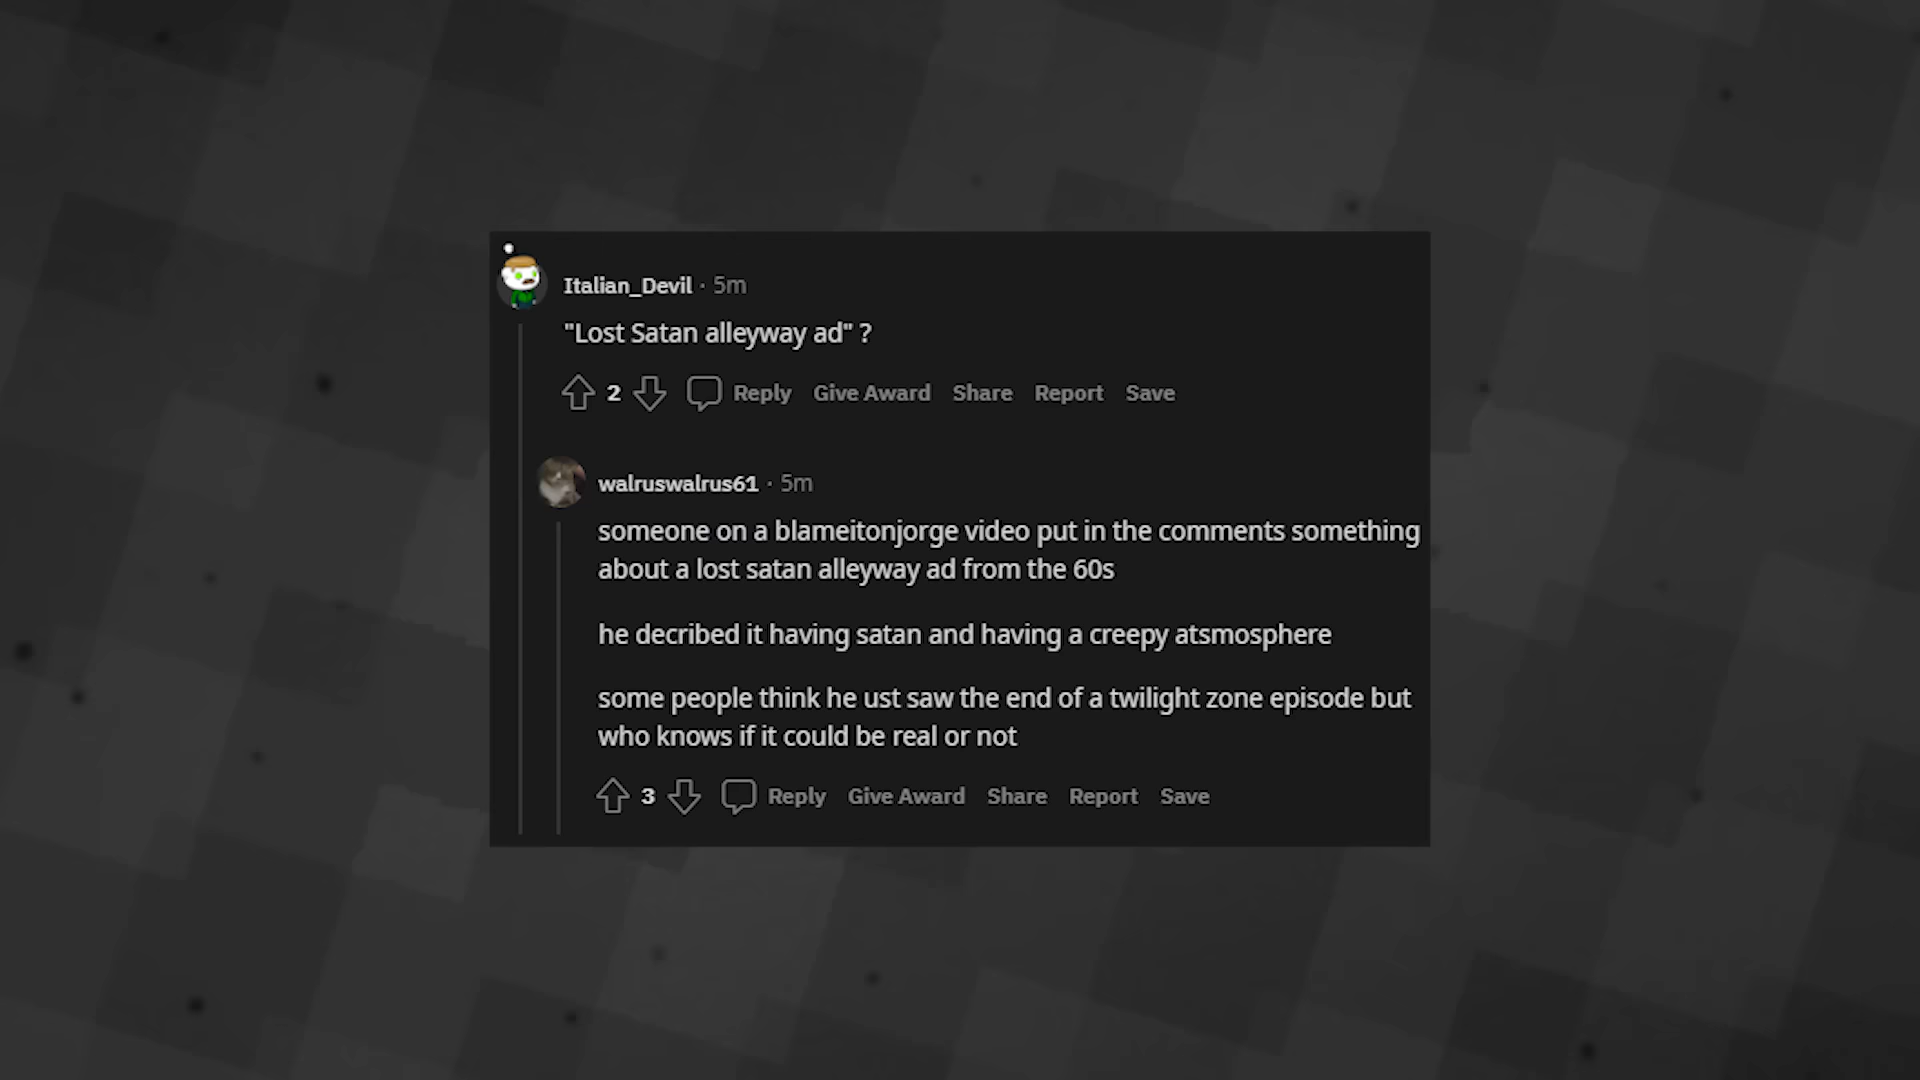 Italian_Devil · 5m
"Lost Satan alleyway ad" ?
2 Reply Give Award Share Report Save
walruswalrus61 · 5m
someone on a blameitonjorge video put in the comments something
about a lost satan alleyway ad from the 60s
he decribed it having satan and having a creepy atsmosphere
some people think he ust saw the end of a twilight zone episode but
who knows if it could be real or not
3 Reply Give Award Share Report Save